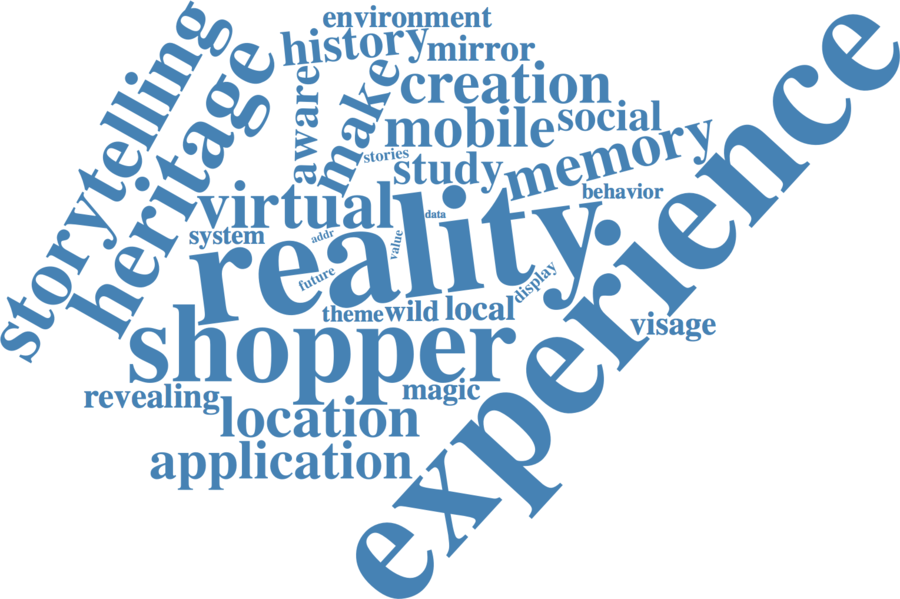 environment
history
mirror
storytelling
heritage
aware
make
creation
mobile
social
stories
study
memory
behavior
experience
virtual
data
system
addr
value
reality
future
display
theme
wild
local
visage
shopper
revealing
magic
location
application